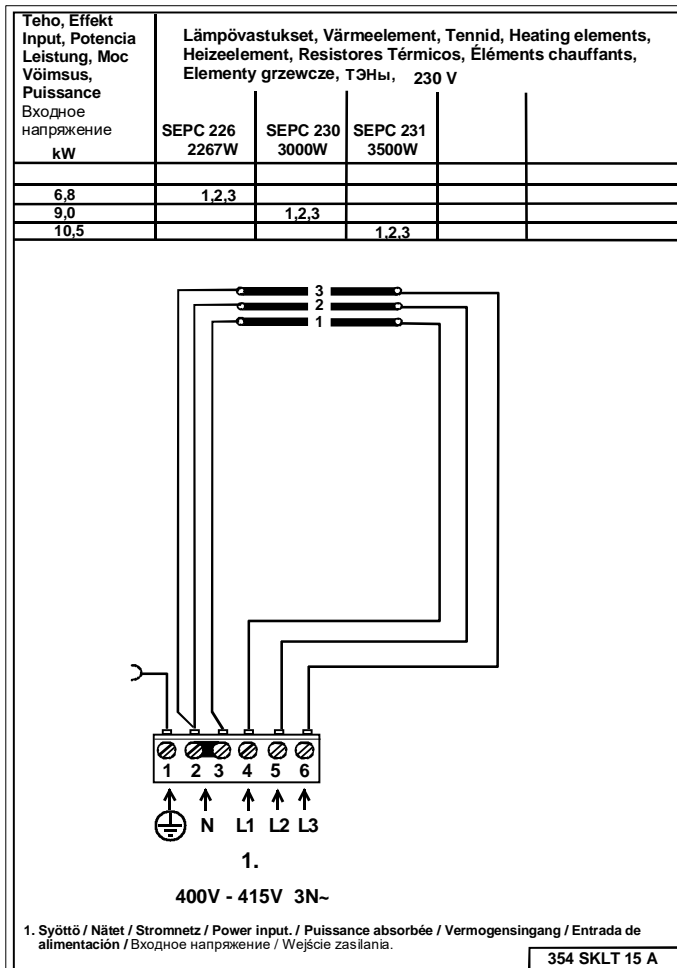 Teho, Effekt
Input, Potencia
Leistung, Moc
Vöimsus,
Puissance
Входное
напряжение
kW
Lämpövastukset, Värmeelement, Tennid, Heating elements,
Heizeelement, Resistores Térmicos, Éléments chauffants,
Elementy grzewcze, ТЭНы, 230 V
SEPC 226 SEPC 230 SEPC 231
2267W 3000W 3500W
6,8 1,2,3
9,0 1,2,3
10,5 1,2,3
3
2
1
1 2 3 4 5 6
N L1 L2 L3
1.
400V - 415V 3N~
1. Syöttö / Nätet / Stromnetz / Power input. / Puissance absorbée / Vermogensingang / Entrada de
alimentación / Входное напряжение / Wejście zasilania.
354 SKLT 15 A